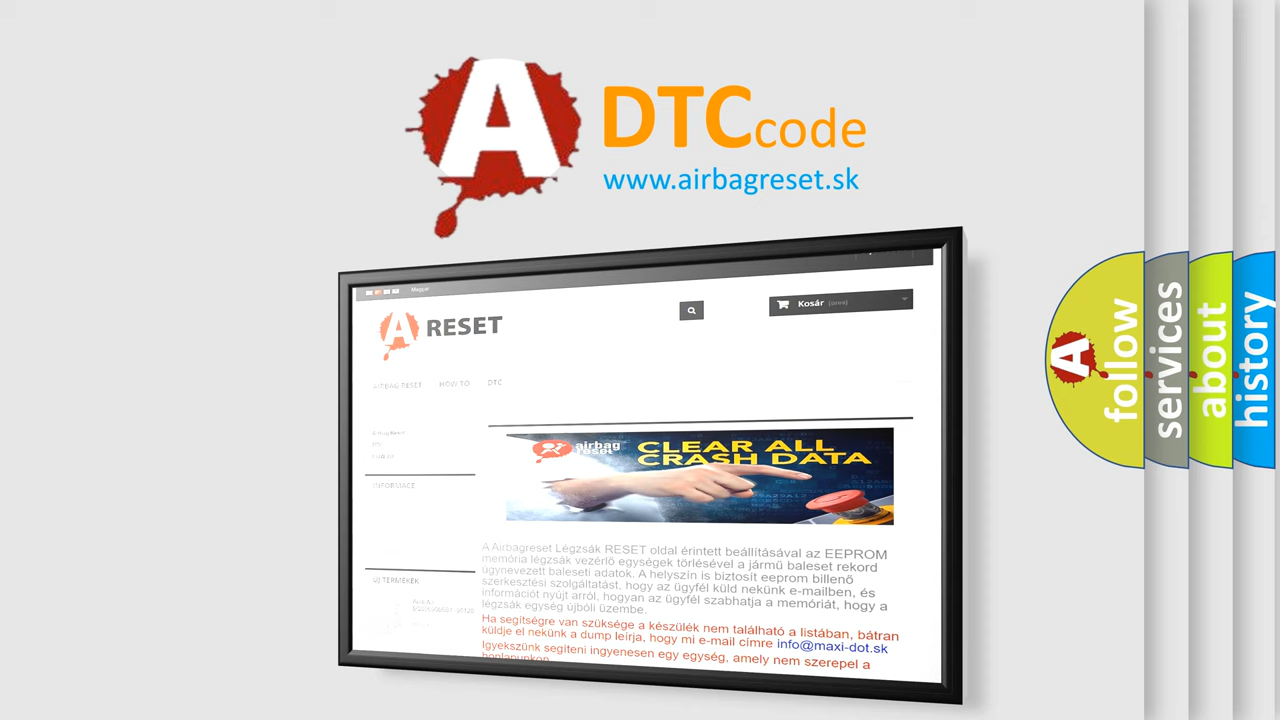 A
DTCcode
www.airbagreset.sk
Magyar
A RESET
Kosár (üres)
AIRBAG RESET HOW TO DTC
Airbag Reset
DTC
INFORMACE
airbag
reset
CLEAR ALL
CRASH DATA
A Airbagreset Légzsák RESET oldal érintett beállításával az EEPROM
memória légzsák vezérlő egységek törlésével a jármű baleset rekord
úgynevezett baleseti adatok. A helyszín is biztosít eeprom billenő
szerkesztési szolgáltatást, hogy az ügyfél küld nekünk e-mailben, és
információt nyújt arról, hogyan az ügyfél szabhatja a memóriát, hogy a
légzsák egység újbóli üzembe.
Ha segítségre van szüksége a készülék nem található a listában, bátran
küldje el nekünk a dump leírja, hogy mi e-mail címre info@maxi-dot.sk
Igyekszünk segíteni ingyenesen egy egység, amely nem szerepel a
honlapunkon
ÚJ TERMÉKEK
A
follow
services
about
history